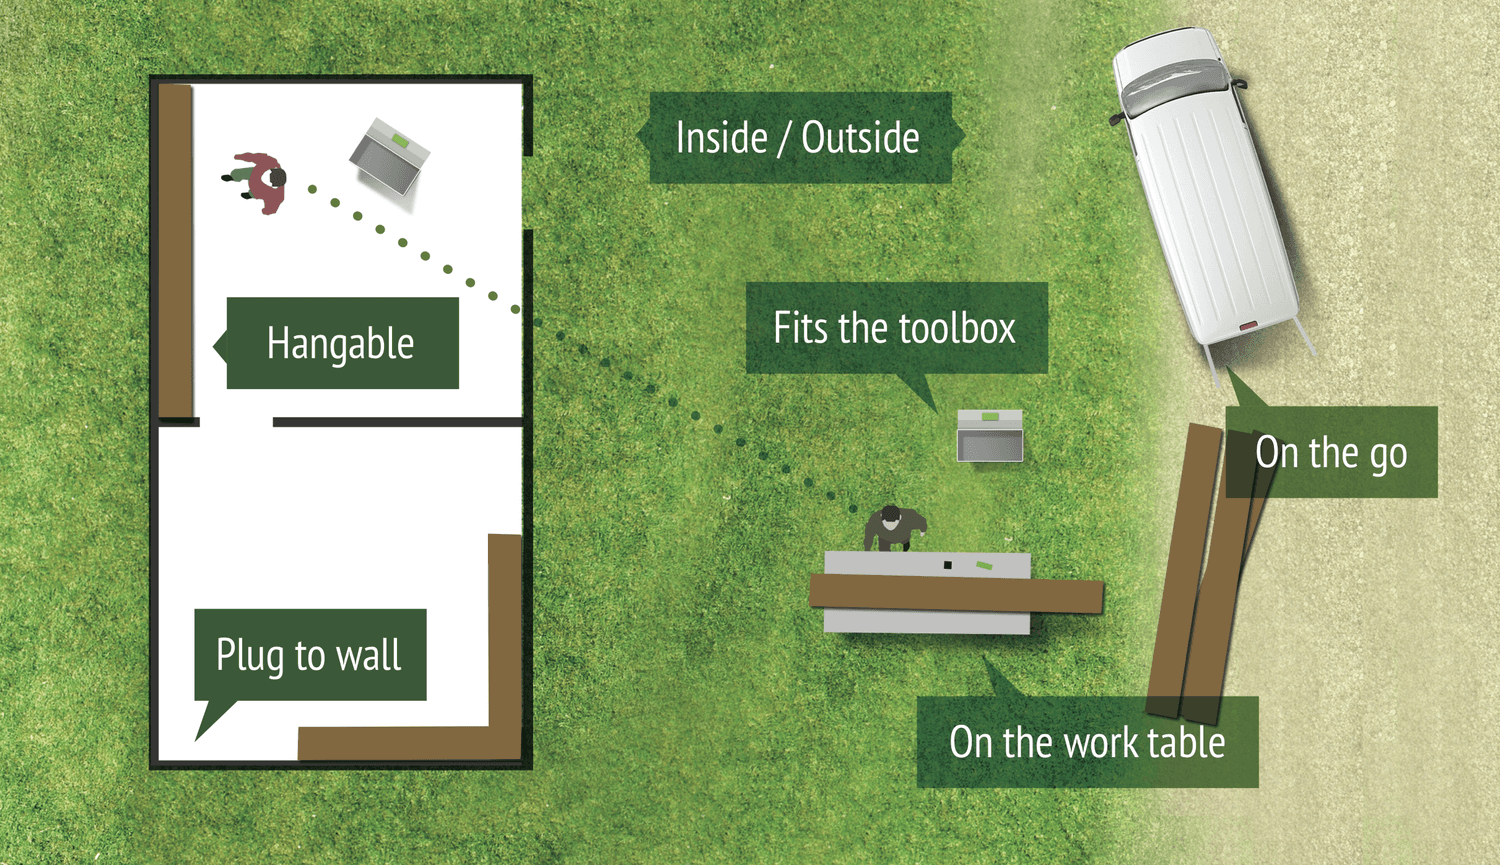 Inside / Outside
Hangable
Fits the toolbox
On the go
Plug to wall
On the work table